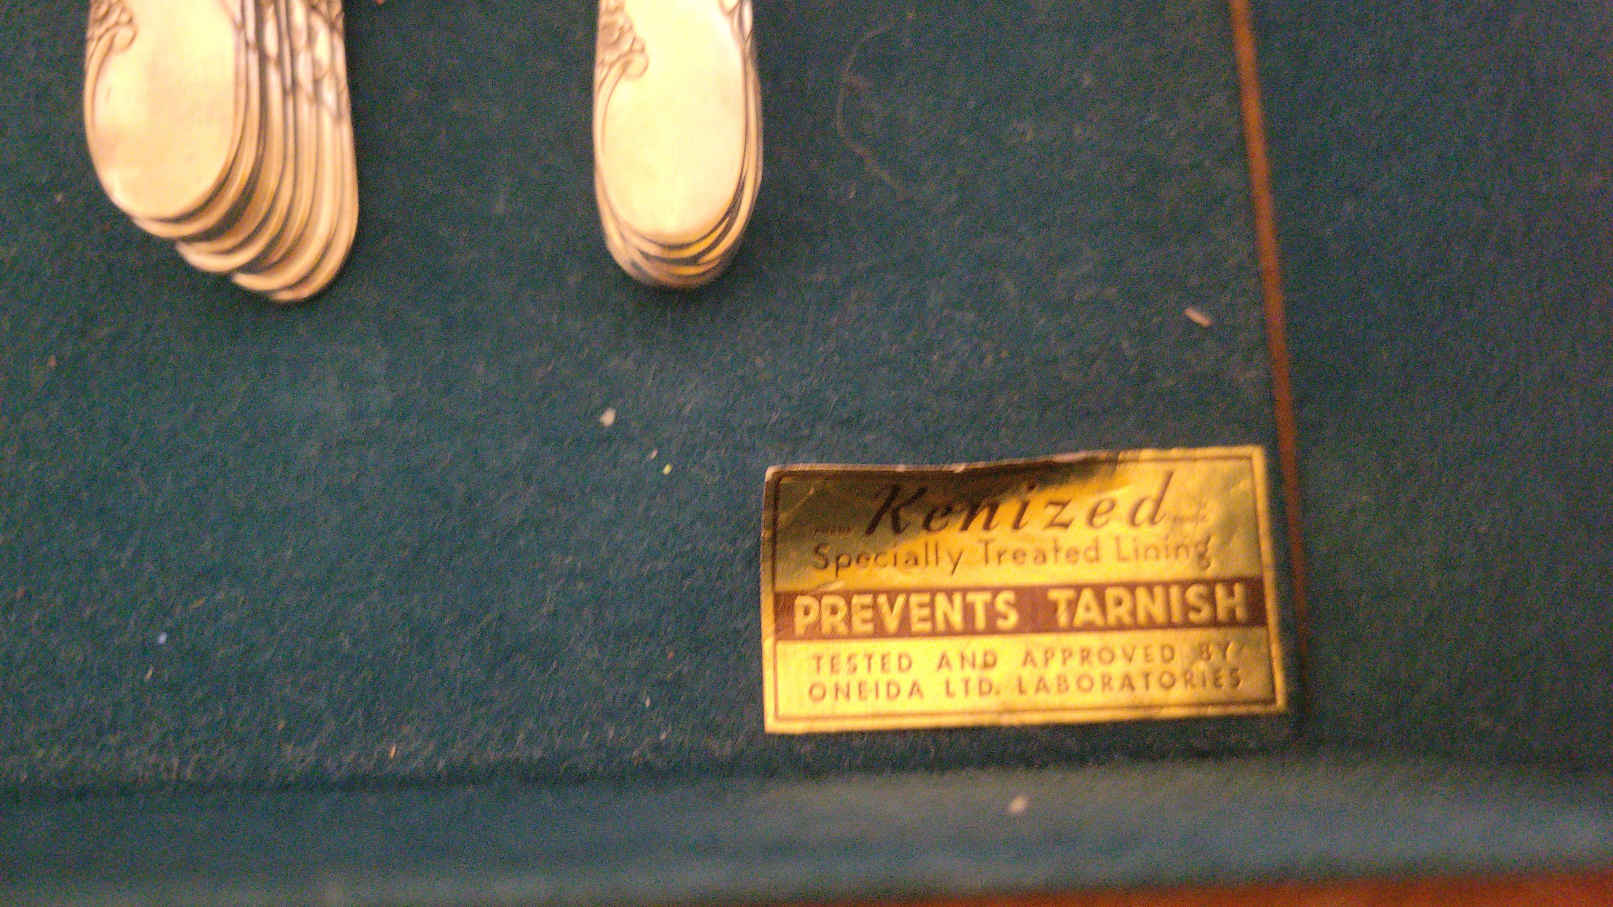 Kenized
Specially Treated Lining
PREVENTS TARNISH
TESTED AND APPROVED BY
ONEIDA LTD. LABORATORIES